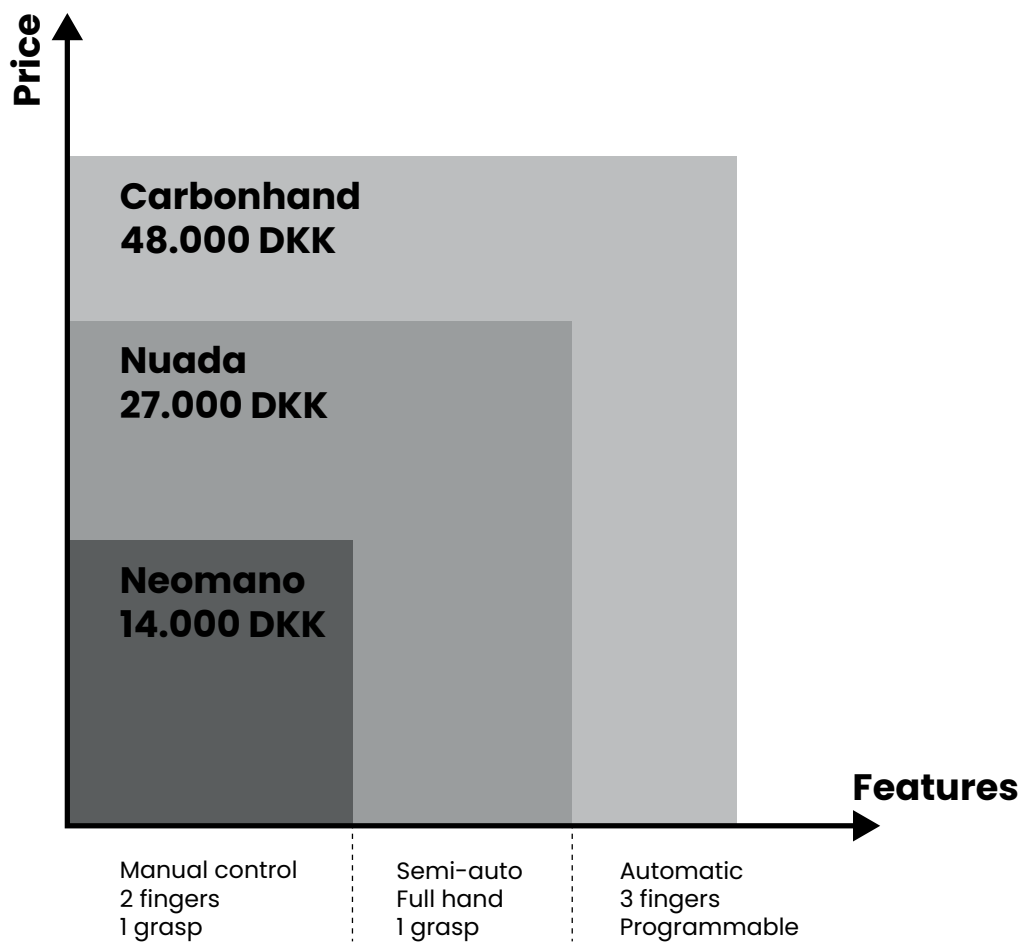 Price
Carbonhand
48.000 DKK
Nuada
27.000 DKK
Neomano
14.000 DKK
Features
Manual control
2 fingers
1 grasp
Semi-auto
Full hand
1 grasp
Automatic
3 fingers
Programmable